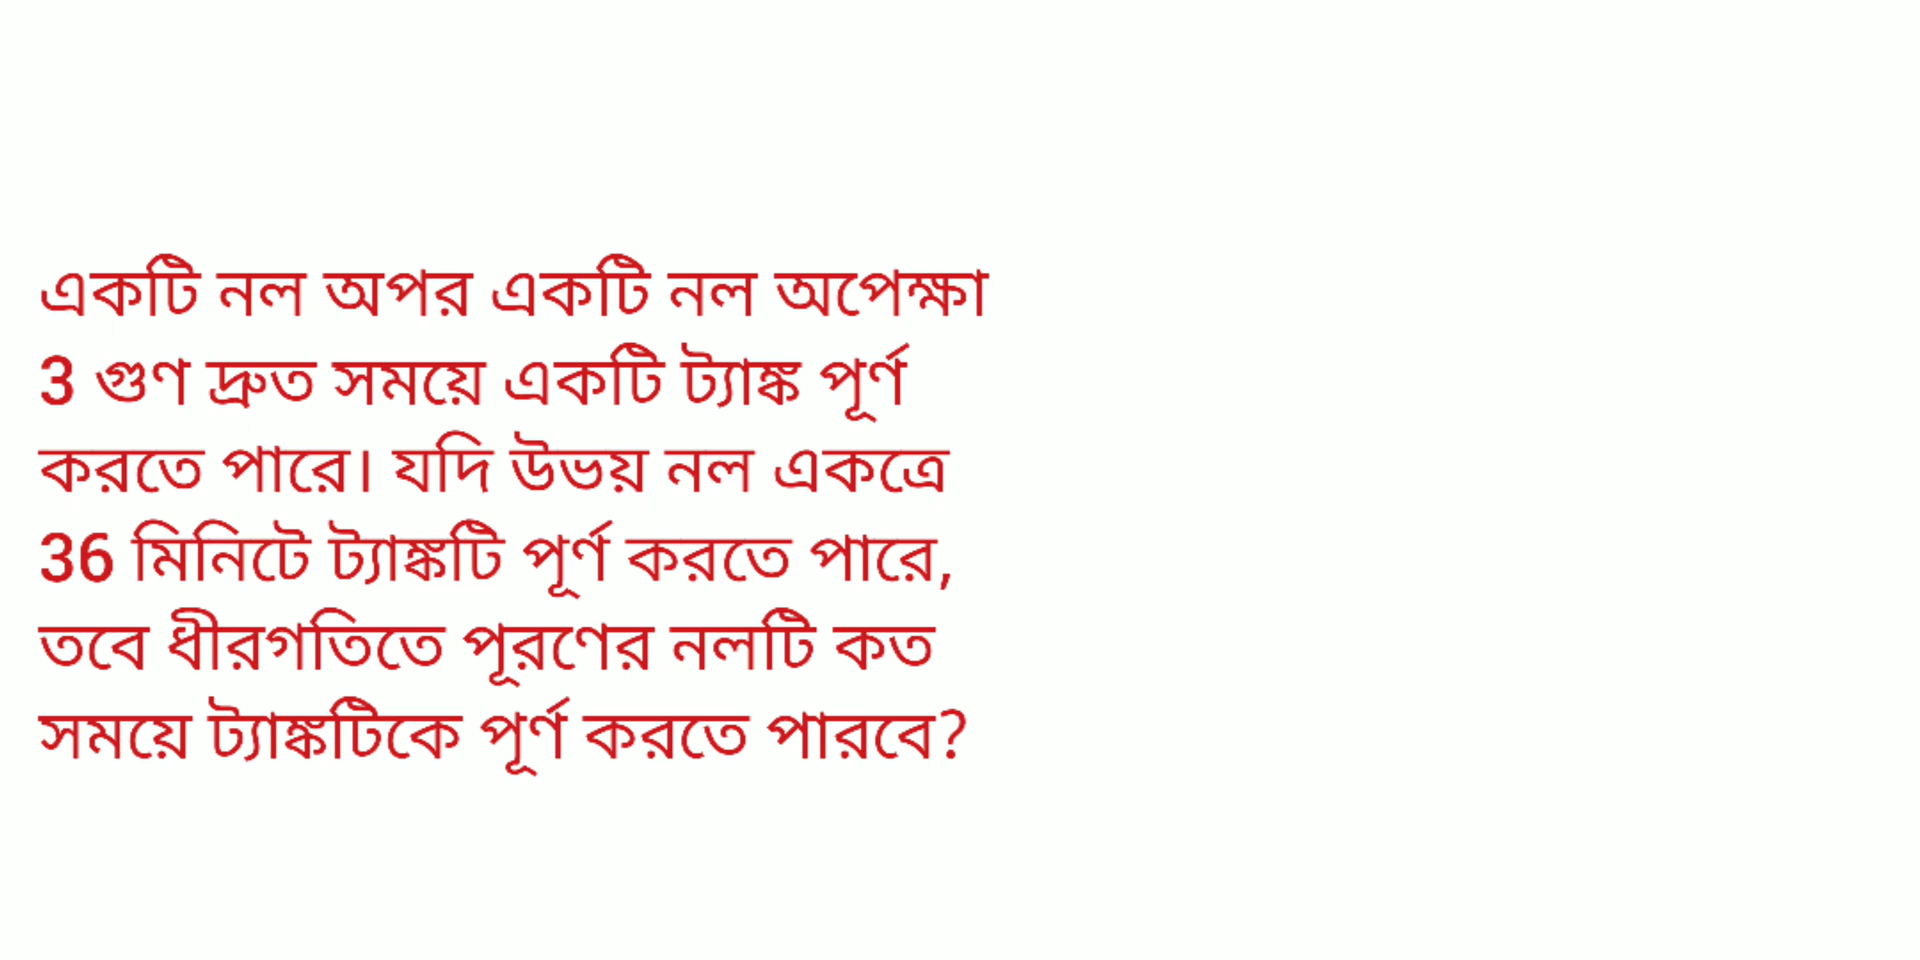 একটি নল অপর একটি নল অপেক্ষা
3 গুণ দ্রুত সময়ে একটি ট্যাঙ্ক পূর্ণ
করতে পারে। যদি উভয় নল একত্রে
36 মিনিটে ট্যাঙ্কটি পূর্ণ করতে পারে,
তবে ধীরগতিতে পূরণের নলটি কত
সময়ে ট্যাঙ্কটিকে পূর্ণ করতে পারবে?